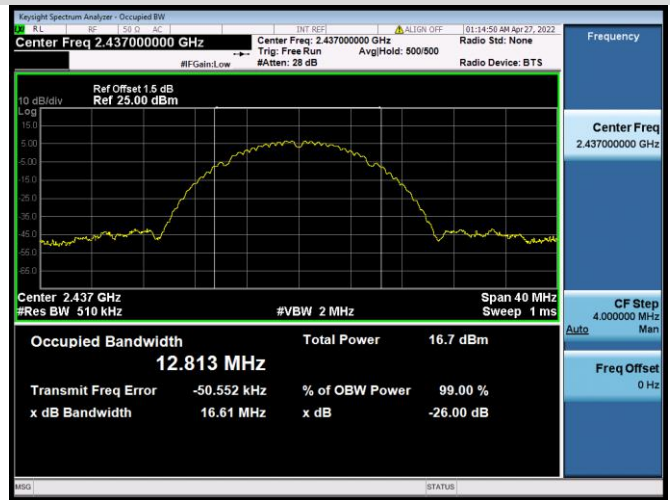 Keysight Spectrum Analyzer - Occupied BW
LXI RL RF 50 Ω AC INT REF ALIGN OFF 01:14:50 AM Apr 27, 2022
Center Freq 2.437000000 GHz
Center Freq: 2.437000000 GHz
Radio Std: None
Trig: Free Run Avg|Hold: 500/500
#IFGain:Low #Atten: 28 dB Radio Device: BTS
Frequency
Ref Offset 1.5 dB
10 dB/div Ref 25.00 dBm
Log
15.0
5.00
-5.00
-15.0
-25.0
-35.0
-45.0
-55.0
-65.0
Center 2.437 GHz Span 40 MHz
#Res BW 510 kHz #VBW 2 MHz Sweep 1 ms
Occupied Bandwidth Total Power 16.7 dBm
12.813 MHz
Transmit Freq Error -50.552 kHz % of OBW Power 99.00 %
x dB Bandwidth 16.61 MHz x dB -26.00 dB
Center Freq
2.437000000 GHz
CF Step
4.000000 MHz
Auto Man
Freq Offset
0 Hz
MSG STATUS